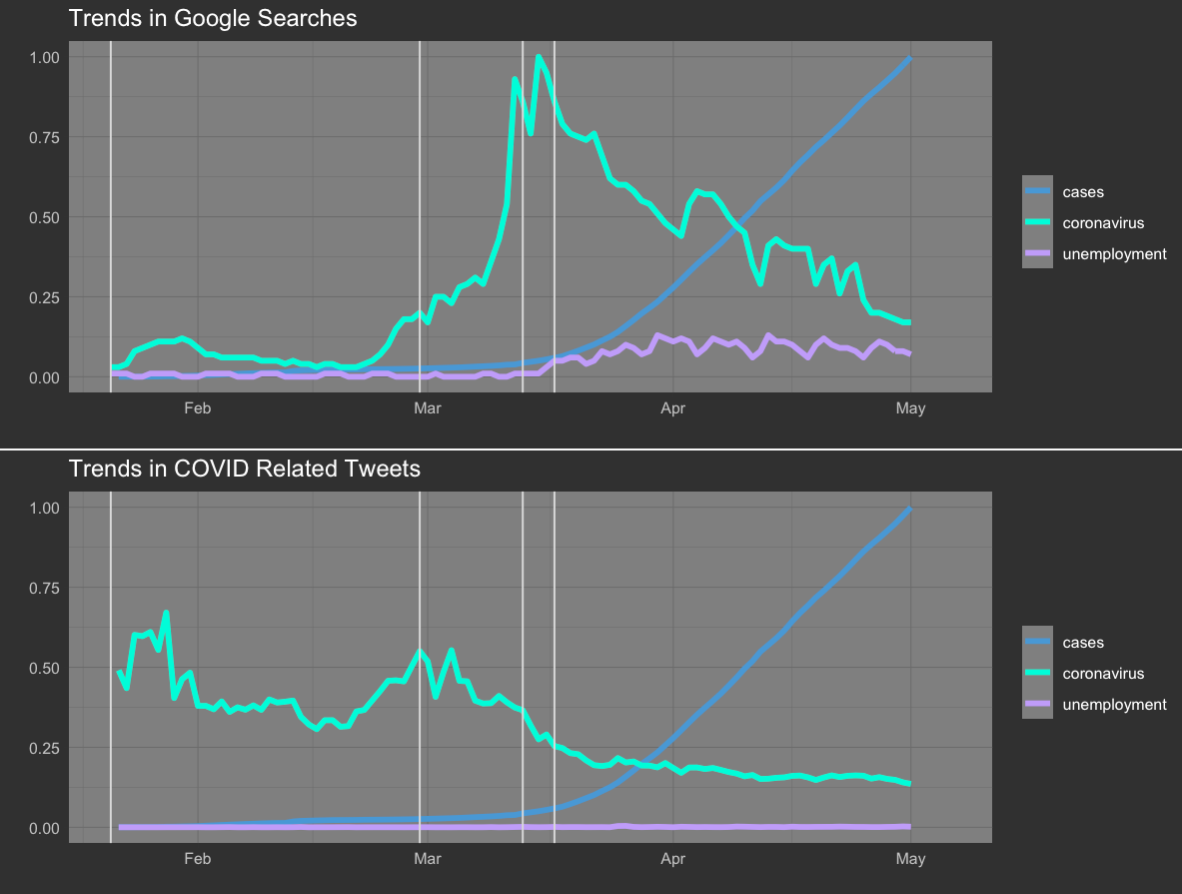 Trends in Google Searches
1.00
0.75
0.50
0.25
0.00
Feb Mar Apr May
cases
coronavirus
unemployment
Trends in COVID Related Tweets
1.00
0.75
0.50
0.25
0.00
Feb Mar Apr May
cases
coronavirus
unemployment